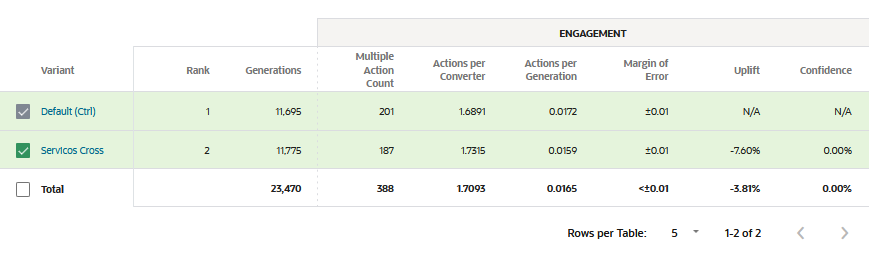 ENGAGEMENT
Variant Rank Generations Multiple Action Count Actions per Converter Actions per Generation Margin of Error Uplift Confidence
Default (Ctrl) 1 11,695 201 1.6891 0.0172 ±0.01 N/A N/A
Servicos Cross 2 11,775 187 1.7315 0.0159 ±0.01 -7.60% 0.00%
Total 23,470 388 1.7093 0.0165 <±0.01 -3.81% 0.00%
Rows per Table: 5 1-2 of 2